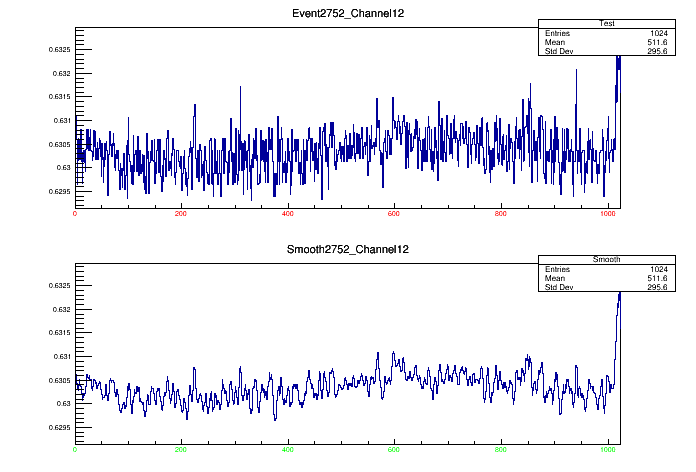 Event2752_Channel12
Test
Entries 1024
Mean 511.6
Std Dev 295.6
0.6325
0.632
0.6315
0.631
0.6305
0.63
0.6295
0 200 400 600 800 1000
Smooth2752_Channel12
Smooth
Entries 1024
Mean 511.6
Std Dev 295.6
0.6325
0.632
0.6315
0.631
0.6305
0.63
0.6295
0 200 400 600 800 1000